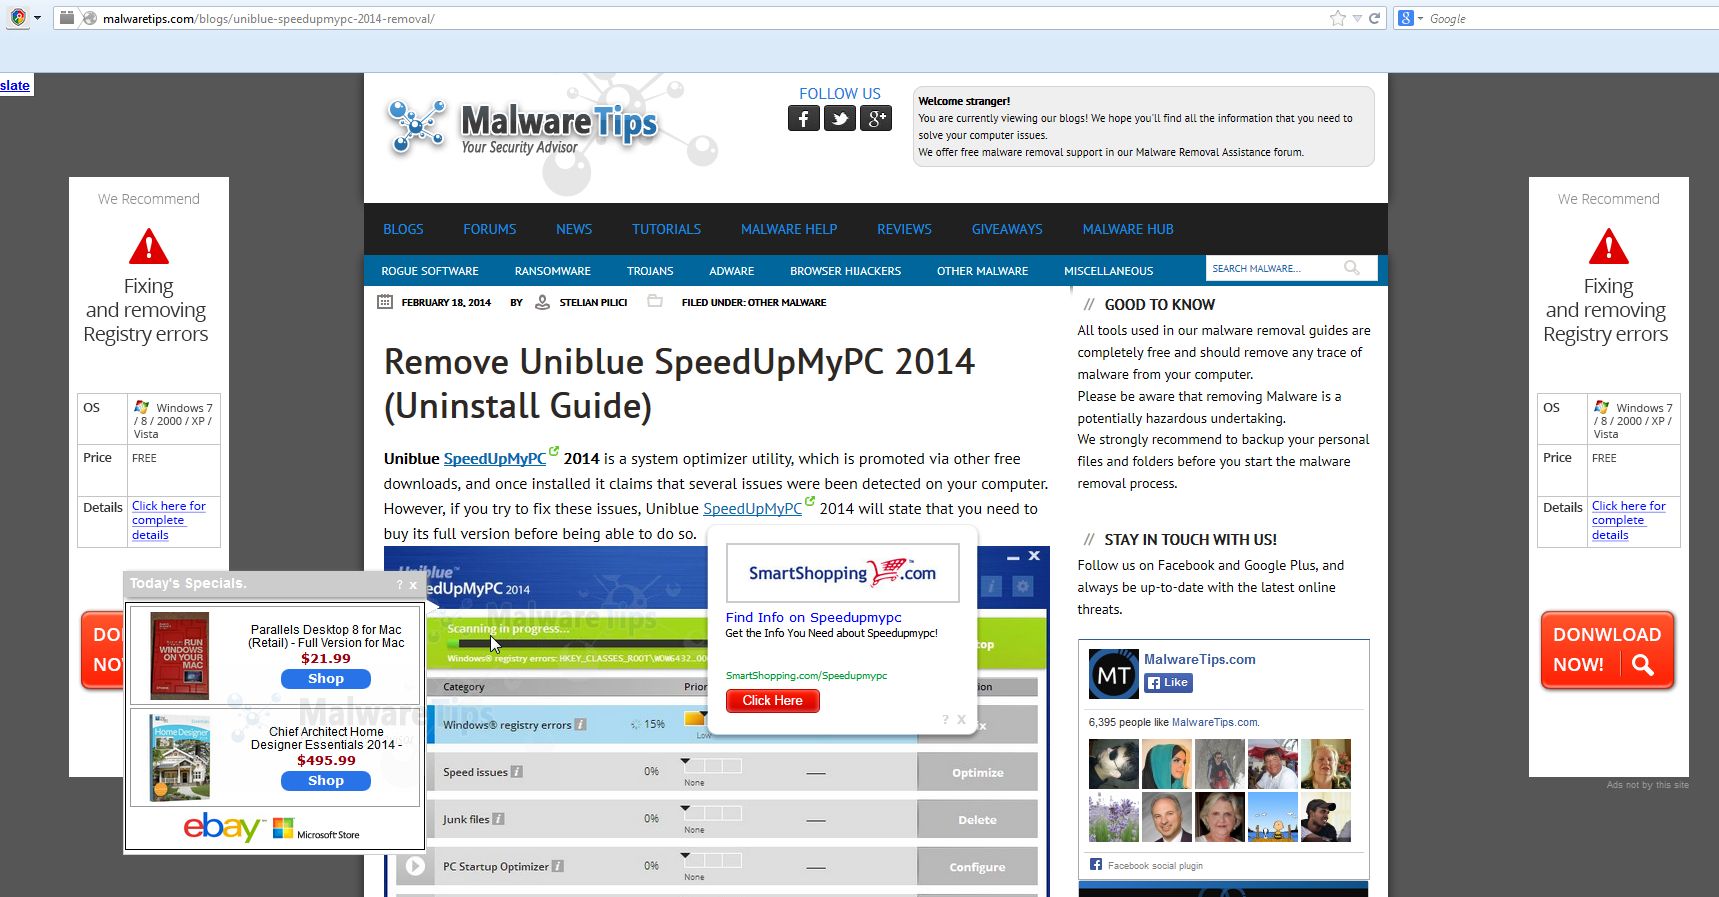 malwaretips.com/blogs/uniblue-speedupmypc-2014-removal/
Google
slate
MalwareTips
Your Security Advisor
FOLLOW US
Welcome stranger!
You are currently viewing our blogs! We hope you'll find all the information that you need to
solve your computer issues.
We offer free malware removal support in our Malware Removal Assistance forum.
BLOGS FORUMS NEWS TUTORIALS MALWARE HELP REVIEWS GIVEAWAYS MALWARE HUB
ROGUE SOFTWARE RANSOMWARE TROJANS ADWARE BROWSER HIJACKERS OTHER MALWARE MISCELLANEOUS
SEARCH MALWARE...
We Recommend
Fixing
and removing
Registry errors
OS Windows 7
/ 8 / 2000 / XP /
Vista
Price FREE
Details Click here for
complete
details
DO
NO
FEBRUARY 18, 2014 BY STELIAN PILICI FILED UNDER: OTHER MALWARE
Remove Uniblue SpeedUpMyPC 2014
(Uninstall Guide)
Uniblue SpeedUpMyPC 2014 is a system optimizer utility, which is promoted via other free
downloads, and once installed it claims that several issues were been detected on your computer.
However, if you try to fix these issues, Uniblue SpeedUpMyPC 2014 will state that you need to
buy its full version before being able to do so.
Uniblue™
edUpMyPC 2014
MalwareTips
Scanning in progress...
Windows® registry errors: HKEY_CLASSES_ROOT\WOW6432
top
Category Prior
tion
Windows® registry errors 15%
Low
x
Speed issues 0% None Optimize
Junk files 0% None Delete
PC Startup Optimizer 0% None Configure
MalwareTips
SmartShopping.com
Find Info on Speedupmypc
Get the Info You Need about Speedupmypc!
SmartShopping.com/Speedupmypc
Click Here
? X
Today's Specials.
? x
Parallels Desktop 8 for Mac
(Retail) - Full Version for Mac
$21.99
Shop
RUN
WINDOWS
ON YOUR
MAC
Chief Architect Home
Designer Essentials 2014 -
$495.99
Shop
Home Designer
ebay™ Microsoft Store
GOOD TO KNOW
All tools used in our malware removal guides are
completely free and should remove any trace of
malware from your computer.
Please be aware that removing Malware is a
potentially hazardous undertaking.
We strongly recommend to backup your personal
files and folders before you start the malware
removal process.
STAY IN TOUCH WITH US!
Follow us on Facebook and Google Plus, and
always be up-to-date with the latest online
threats.
MT
MalwareTips.com
Like
6,395 people like MalwareTips.com.
Facebook social plugin
We Recommend
Fixing
and removing
Registry errors
OS Windows 7
/ 8 / 2000 / XP /
Vista
Price FREE
Details Click here for
complete
details
DONWLOAD
NOW!
Ads not by this site